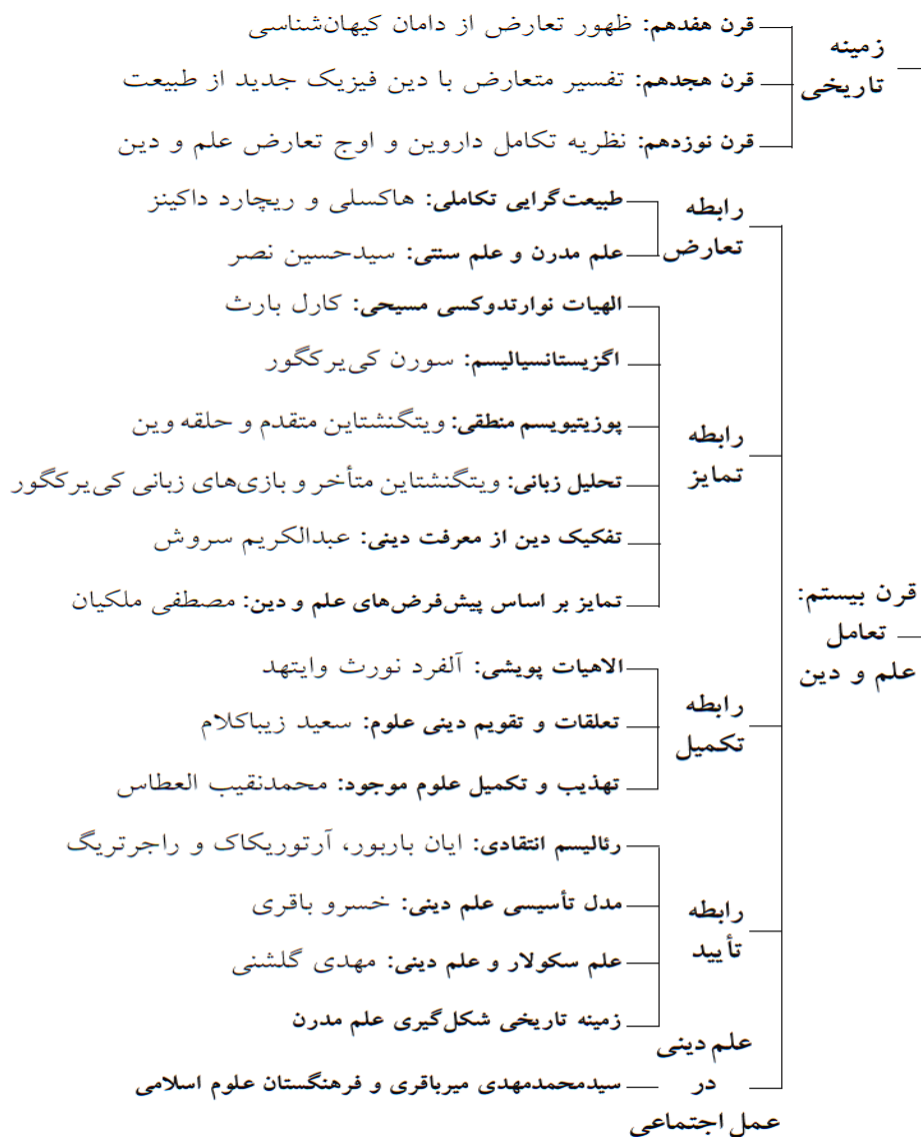 زمینه تاریخی
قرن هفدهم: ظهور تعارض از دامان کیهان‌شناسی
قرن هجدهم: تفسیر متعارض با دین فیزیک جدید از طبیعت
قرن نوزدهم: نظریه تکامل داروین و اوج تعارض علم و دین
قرن بیستم:
تعامل
علم و دین
رابطه
تعارض
طبیعت‌گرایی تکاملی: هاکسلی و ریچارد داکینز
علم مدرن و علم سنتی: سیدحسین نصر
رابطه
تمایز
الهیات نوارتدوکسی مسیحی: کارل بارث
اگزیستانسیالیسم: سورن کی‌یرکگور
پوزیتیویسم منطقی: ویتگنشتاین متقدم و حلقه وین
تحلیل زبانی: ویتگنشتاین متأخر و بازی‌های زبانی کی‌یرکگور
تفکیک دین از معرفت دینی: عبدالکریم سروش
تمایز بر اساس پیش‌فرض‌های علم و دین: مصطفی ملکیان
رابطه
تکمیل
الاهیات پویشی: آلفرد نورث وایتهد
تعلقات و تقویم دینی علوم: سعید زیباکلام
تهذیب و تکمیل علوم موجود: محمدنقیب العطاس
رابطه
تأیید
رئالیسم انتقادی: ایان باربور، آرتورپکاک و راجرتریگ
مدل تأسیسی علم دینی: خسرو باقری
علم سکولار و علم دینی: مهدی گلشنی
زمینه تاریخی شکل‌گیری علم مدرن
علم دینی
در
عمل اجتماعی
سیدمحمدمهدی میرباقری و فرهنگستان علوم اسلامی